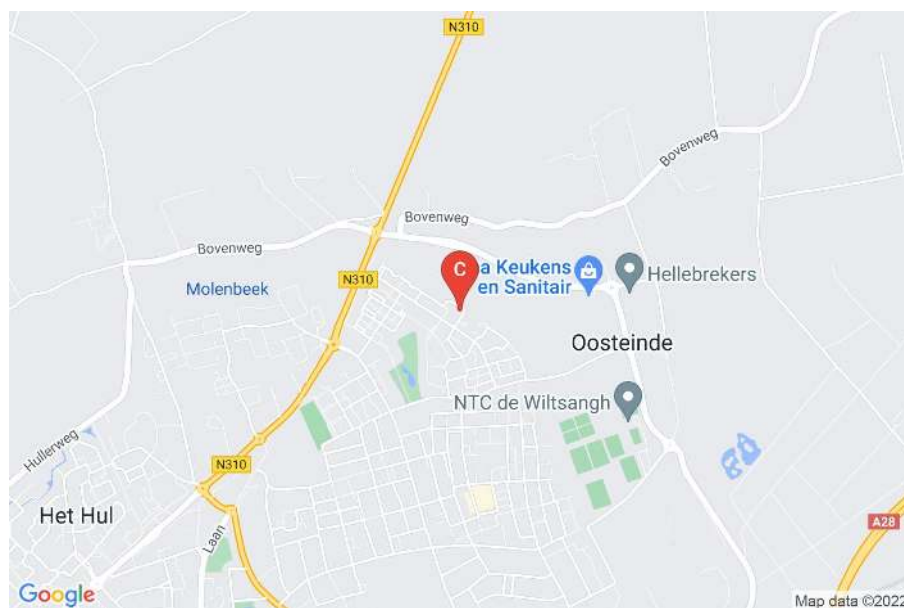 N310
Bovenweg
Bovenweg
Bovenweg
C
a Keukens
en Sanitair
Hellebrekers
N310
Molenbeek
Oosteinde
NTC de Wiltsangh
Hullerweg
N310
Het Hul
Laan
A28
Google
Map data ©2022